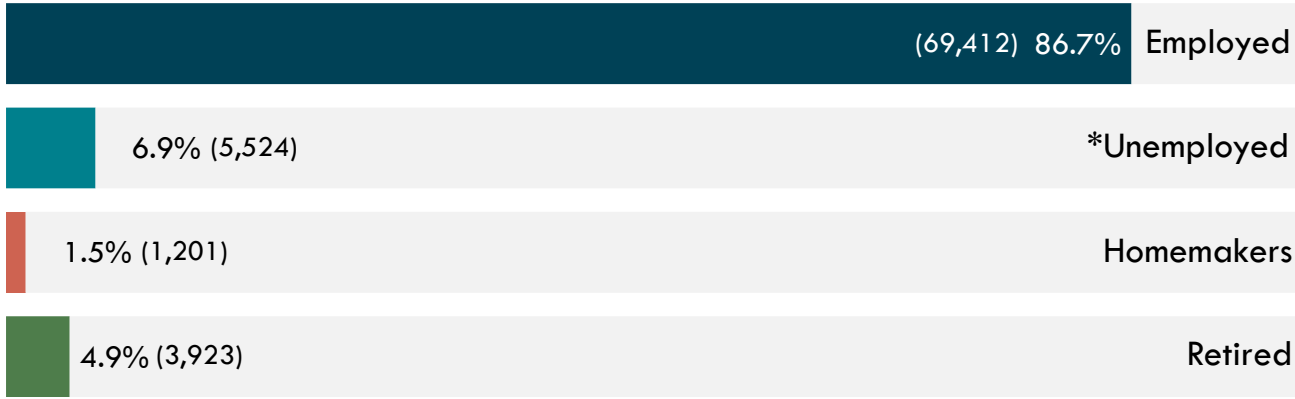 (69,412) 86.7% Employed
6.9% (5,524) *Unemployed
1.5% (1,201) Homemakers
4.9% (3,923) Retired